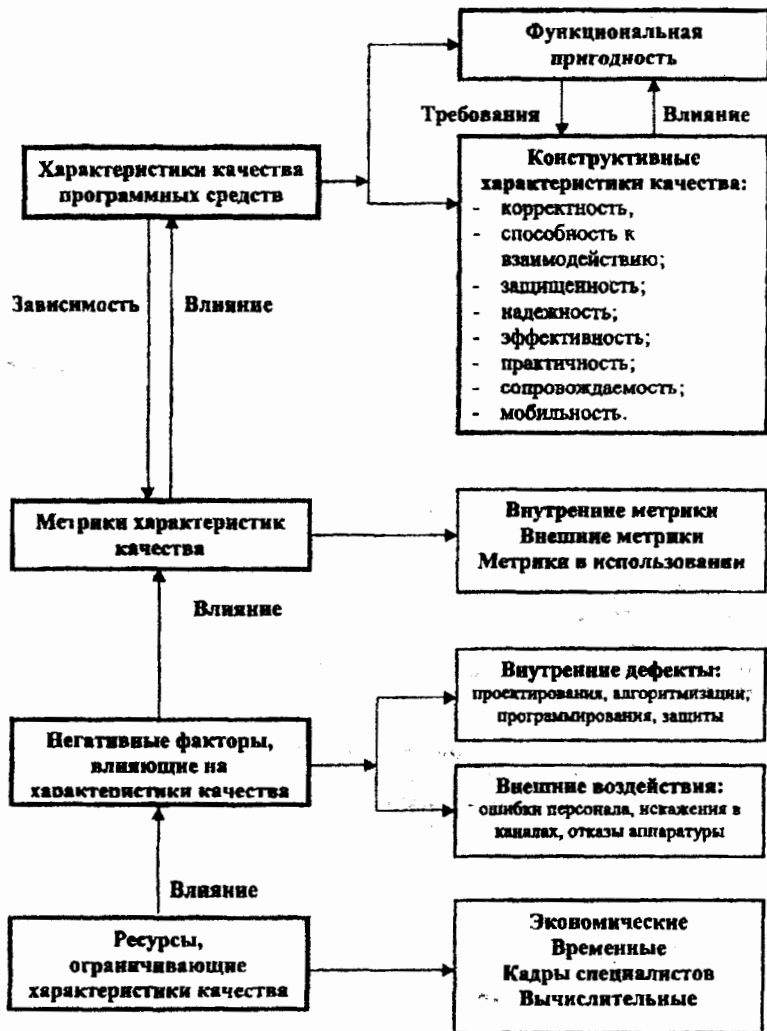 Функциональная
пригодность
Требования
Влияние
Характеристики качества
программных средств
Конструктивные
характеристики качества:
- корректность,
- способность к
взаимодействию;
- защищенность;
- надежность;
- эффективность;
- практичность;
- сопровождаемость;
- мобильность.
Зависимость
Влияние
Метрики характеристик
качества
Внутренние метрики
Внешние метрики
Метрики в использовании
Влияние
Внутренние дефекты:
проектирования, алгоритмизации,
программирования, защиты
Негативные факторы,
влияющие на
характеристики качества
Внешние воздействия:
ошибки персонала, искажения в
каналах, отказы аппаратуры
Влияние
Ресурсы,
ограничивающие
характеристики качества
Экономические
Временные
Кадры специалистов
Вычислительные